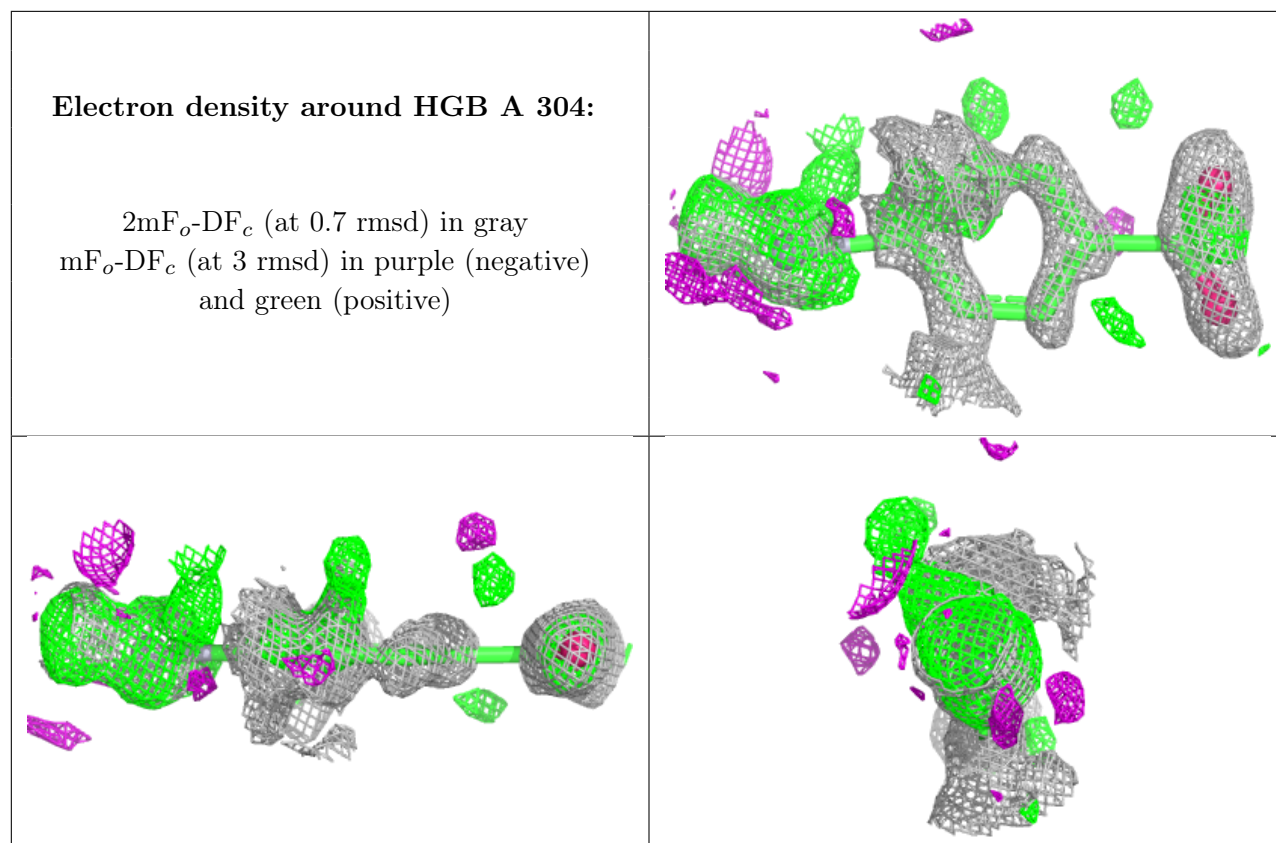 Electron density around HGB A 304:
2mFo-DFc (at 0.7 rmsd) in gray
mFo-DFc (at 3 rmsd) in purple (negative)
and green (positive)